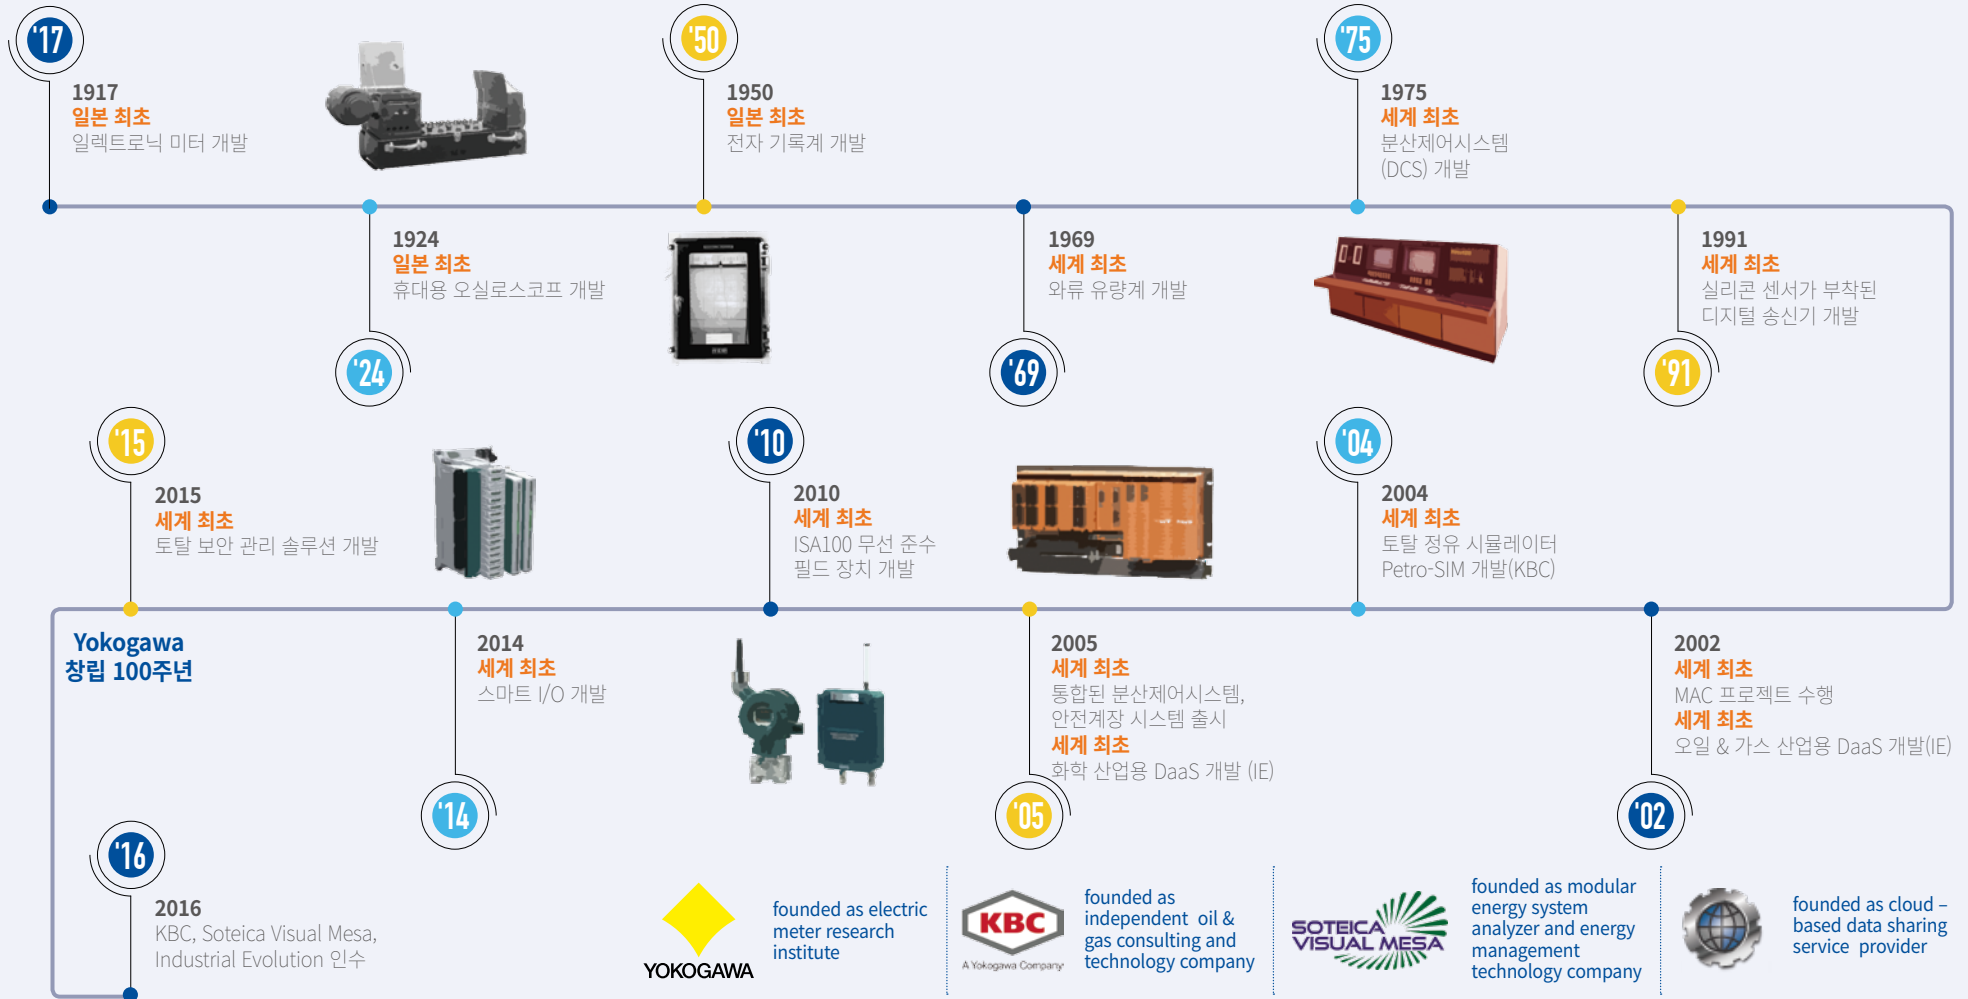 '17
1917
일본 최초
일렉트로닉 미터 개발
1924
일본 최초
휴대용 오실로스코프 개발
'24
'50
1950
일본 최초
전자 기록계 개발
1969
세계 최초
와류 유량계 개발
'69
'75
1975
세계 최초
분산제어시스템
(DCS) 개발
1991
세계 최초
실리콘 센서가 부착된
디지털 송신기 개발
'91
2002
세계 최초
MAC 프로젝트 수행
세계 최초
오일 & 가스 산업용 DaaS 개발(IE)
'02
'04
2004
세계 최초
토탈 정유 시뮬레이터
Petro-SIM 개발(KBC)
2005
세계 최초
통합된 분산제어시스템,
안전계장 시스템 출시
세계 최초
화학 산업용 DaaS 개발 (IE)
'05
'10
2010
세계 최초
ISA100 무선 준수
필드 장치 개발
2014
세계 최초
스마트 I/O 개발
'14
'15
2015
세계 최초
토탈 보안 관리 솔루션 개발
Yokogawa
창립 100주년
'16
2016
KBC, Soteica Visual Mesa,
Industrial Evolution 인수
YOKOGAWA
founded as electric
meter research
institute
KBC
A Yokogawa Company
founded as
independent oil &
gas consulting and
technology company
SOTEICA
VISUAL MESA
founded as modular
energy system
analyzer and energy
management
technology company
founded as cloud –
based data sharing
service provider